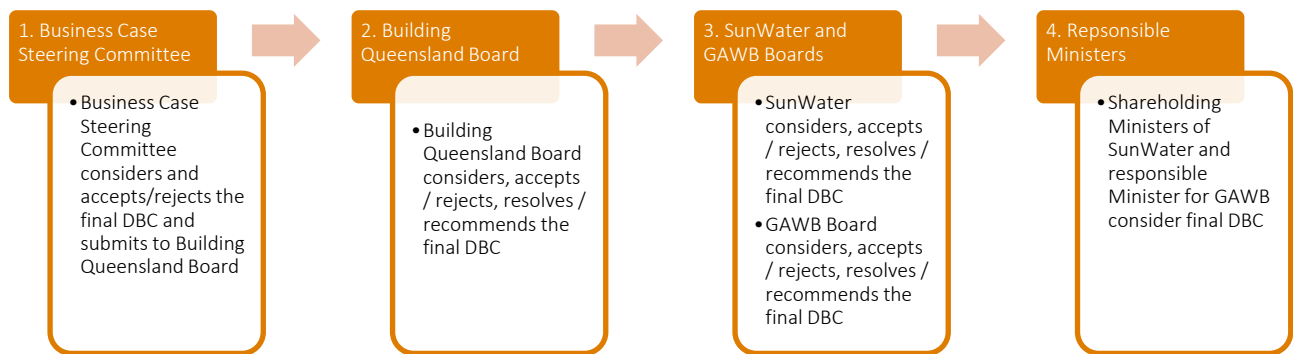 1. Business Case
Steering Committee
• Business Case
Steering
Committee
considers and
accepts/rejects the
final DBC and
submits to Building
Queensland Board
2. Building
Queensland Board
• Building
Queensland Board
considers, accepts
/ rejects, resolves /
recommends the
final DBC
3. SunWater and
GAWB Boards
• SunWater
considers, accepts
/ rejects, resolves /
recommends the
final DBC
• GAWB Board
considers, accepts
/ rejects, resolves /
recommends the
final DBC
4. Repsonsible
Ministers
• Shareholding
Ministers of
SunWater and
responsible
Minister for GAWB
consider final DBC